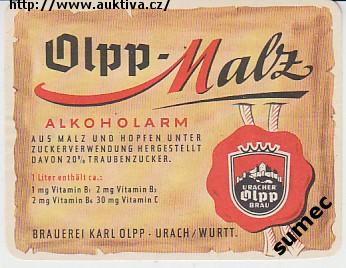 http://www.auktiva.cz/
Olpp-Malz
ALKOHOLARM
AUS MALZ UND HOPFEN UNTER
ZUCKERVERWENDUNG HERGESTELLT
DAVON 20% TRAUBENZUCKER.
1 Liter enthält ca.:
1 mg Vitamin B₁ 2 mg Vitamin B₂
2 mg Vitamin B₆ 30 mg Vitamin C
URACHER
Olpp
BRÄU
BRAUEREI KARL OLPP - URACH/WÜRTT.
sumec